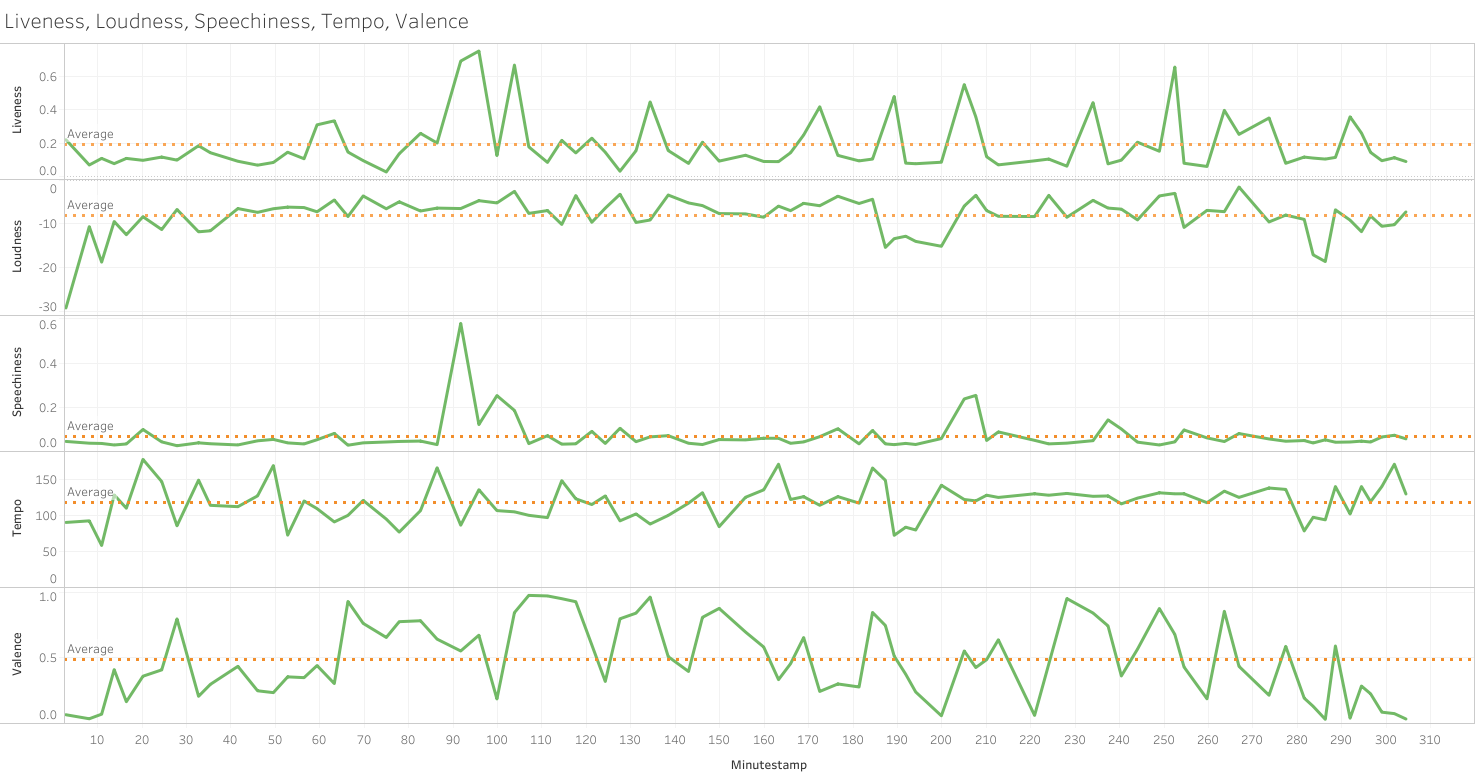 Liveness, Loudness, Speechiness, Tempo, Valence
Liveness
0.6
0.4
0.2
0.0
Average
Loudness
0
-10
-20
-30
Average
Speechiness
0.6
0.4
0.2
0.0
Average
Tempo
150
100
50
0
Average
Valence
1.0
0.5
0.0
Average
10 20 30 40 50 60 70 80 90 100 110 120 130 140 150 160 170 180 190 200 210 220 230 240 250 260 270 280 290 300 310
Minutestamp